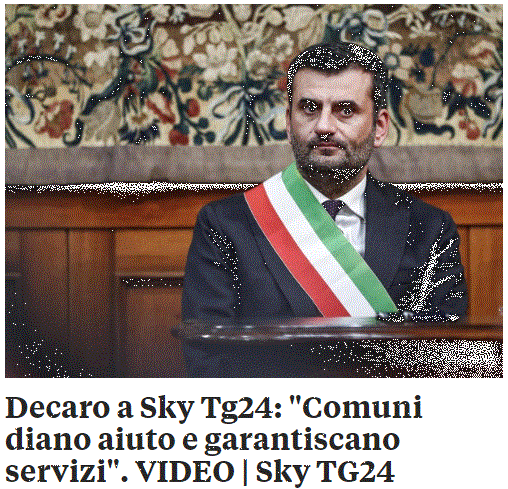 Decaro a Sky Tg24: "Comuni
diano aiuto e garantiscano
servizi". VIDEO | Sky TG24